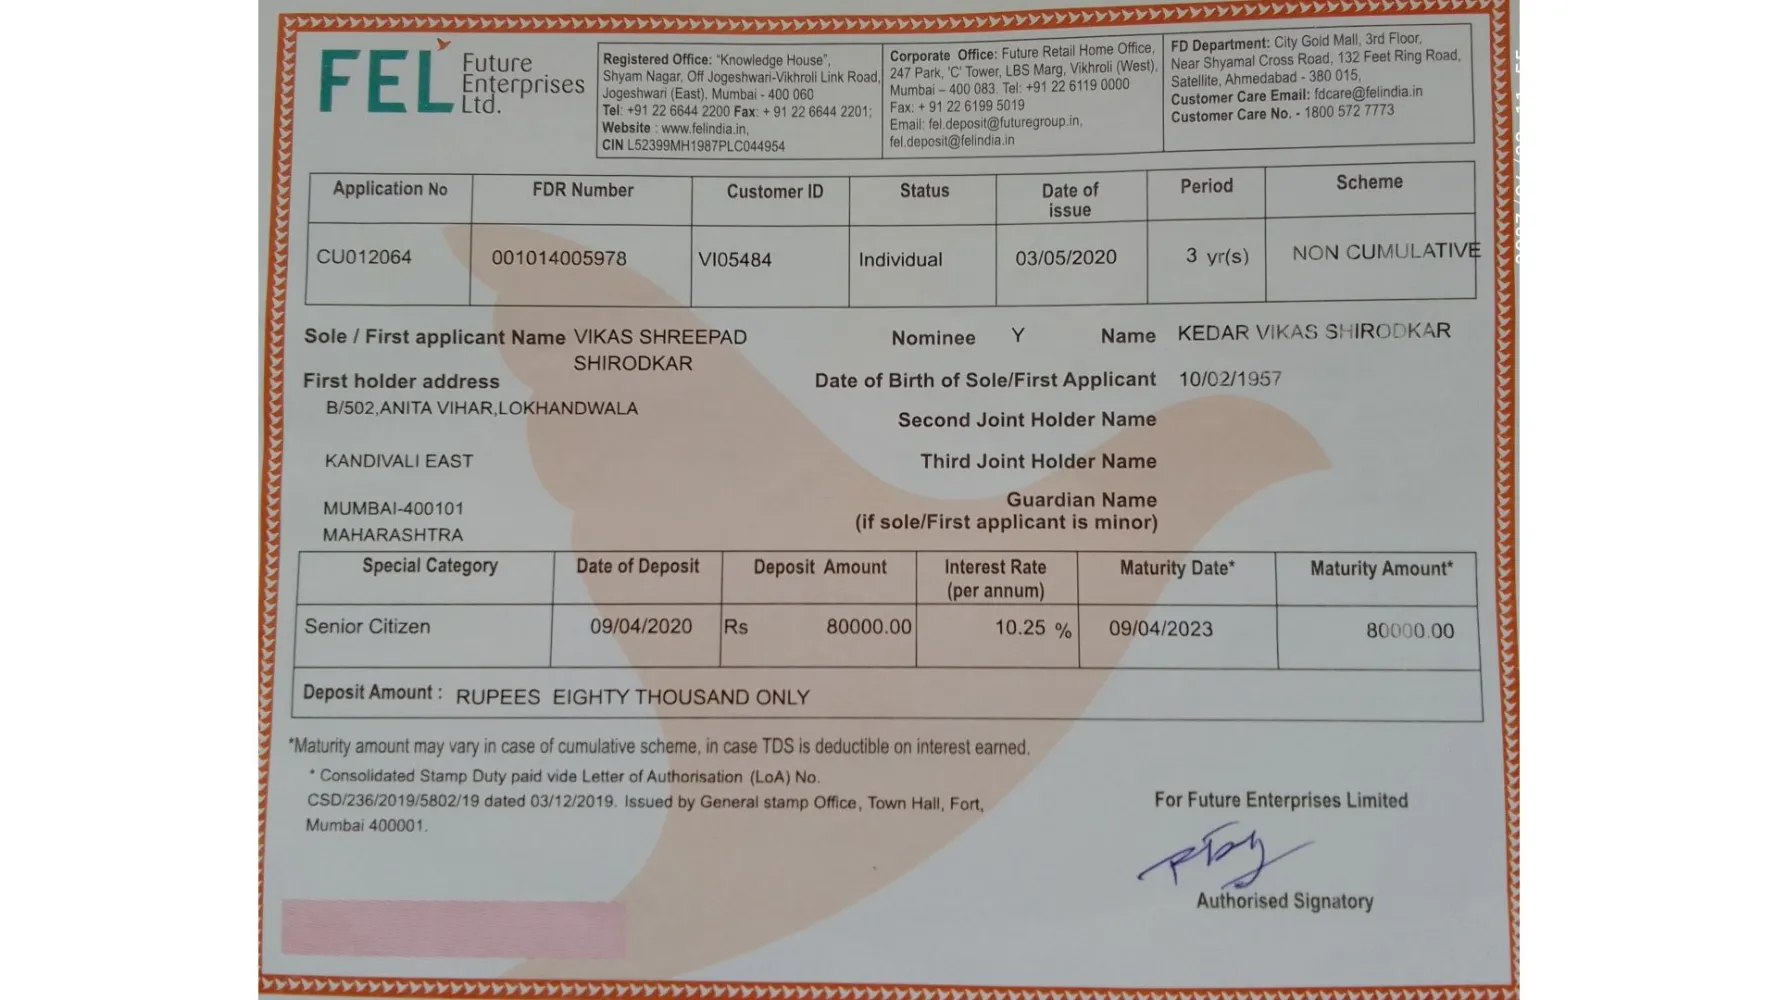 FEL Future
Enterprises
Ltd.
Registered Office: "Knowledge House",
Shyam Nagar, Off Jogeshwari-Vikhroli Link Road,
Jogeshwari (East), Mumbai - 400 060
Tel: +91 22 6644 2200 Fax: + 91 22 6644 2201;
Website : www.felindia.in,
CIN L52399MH1987PLC044954
Corporate Office: Future Retail Home Office,
247 Park, 'C' Tower, LBS Marg, Vikhroli (West),
Mumbai – 400 083. Tel: +91 22 6119 0000
Fax: + 91 22 6199 5019
Email: fel.deposit@futuregroup.in,
fel.deposit@felindia.in
FD Department: City Gold Mall, 3rd Floor,
Near Shyamal Cross Road, 132 Feet Ring Road,
Satellite, Ahmedabad - 380 015,
Customer Care Email: fdcare@felindia.in
Customer Care No. - 1800 572 7773
Application No FDR Number Customer ID Status Date of issue Period Scheme
CU012064 001014005978 VI05484 Individual 03/05/2020 3 yr(s) NON CUMULATIVE
Sole / First applicant Name VIKAS SHREEPAD
SHIRODKAR
Nominee Y Name KEDAR VIKAS SHIRODKAR
First holder address
B/502,ANITA VIHAR,LOKHANDWALA
KANDIVALI EAST
MUMBAI-400101
MAHARASHTRA
Date of Birth of Sole/First Applicant 10/02/1957
Second Joint Holder Name
Third Joint Holder Name
Guardian Name
(if sole/First applicant is minor)
Special Category Date of Deposit Deposit Amount Interest Rate (per annum) Maturity Date* Maturity Amount*
Senior Citizen 09/04/2020 Rs 80000.00 10.25 % 09/04/2023 80000.00
Deposit Amount : RUPEES EIGHTY THOUSAND ONLY
*Maturity amount may vary in case of cumulative scheme, in case TDS is deductible on interest earned.
* Consolidated Stamp Duty paid vide Letter of Authorisation (LoA) No.
CSD/236/2019/5802/19 dated 03/12/2019. Issued by General stamp Office, Town Hall, Fort,
Mumbai 400001.
For Future Enterprises Limited
Authorised Signatory